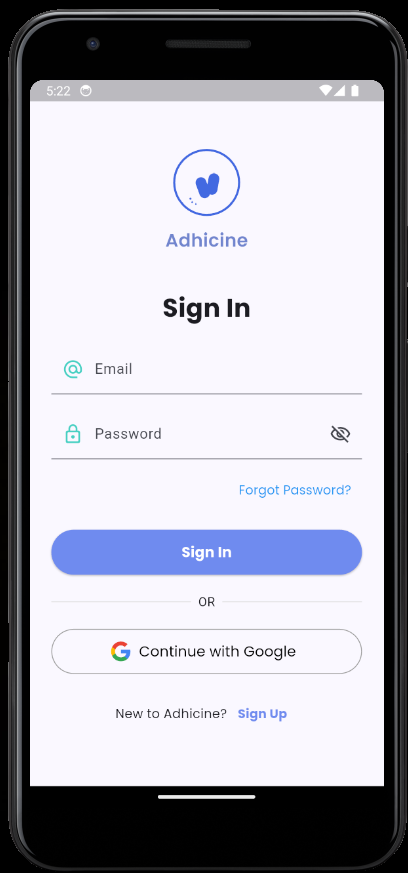 5:22
Adhicine
Sign In
Email
Password
Forgot Password?
Sign In
OR
Continue with Google
New to Adhicine? Sign Up